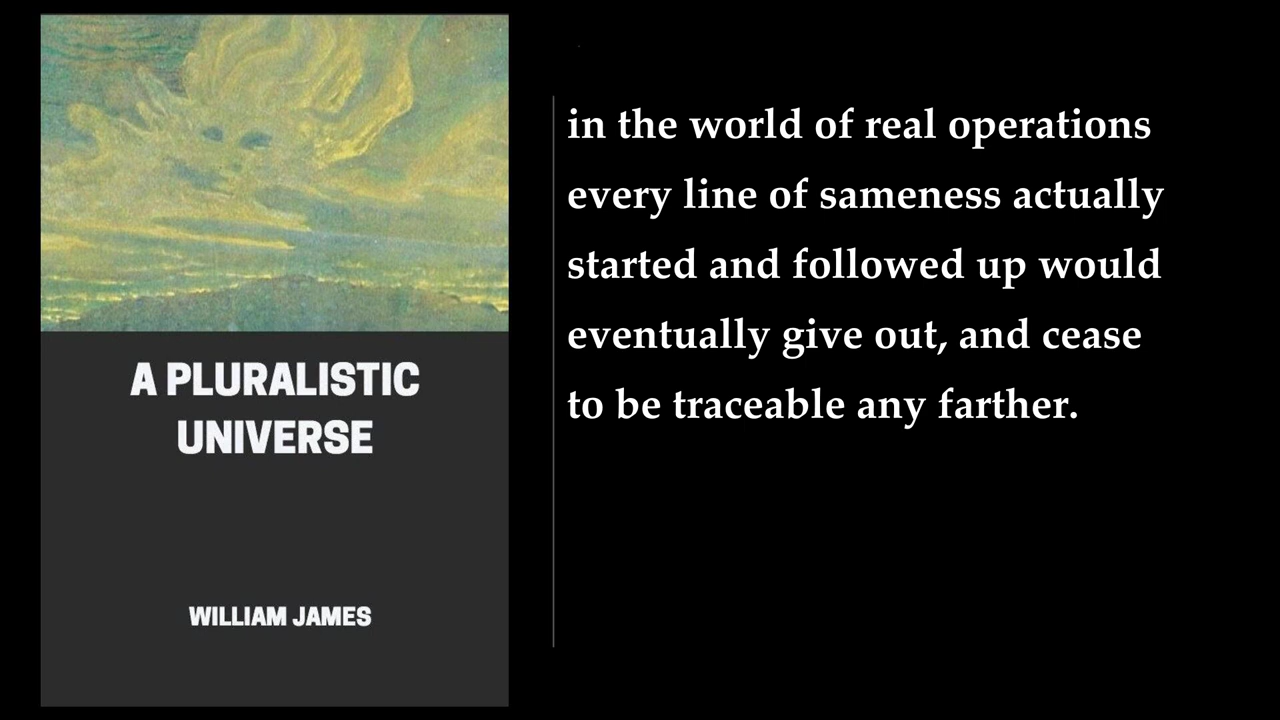 A PLURALISTIC
UNIVERSE
WILLIAM JAMES
in the world of real operations
every line of sameness actually
started and followed up would
eventually give out, and cease
to be traceable any farther.